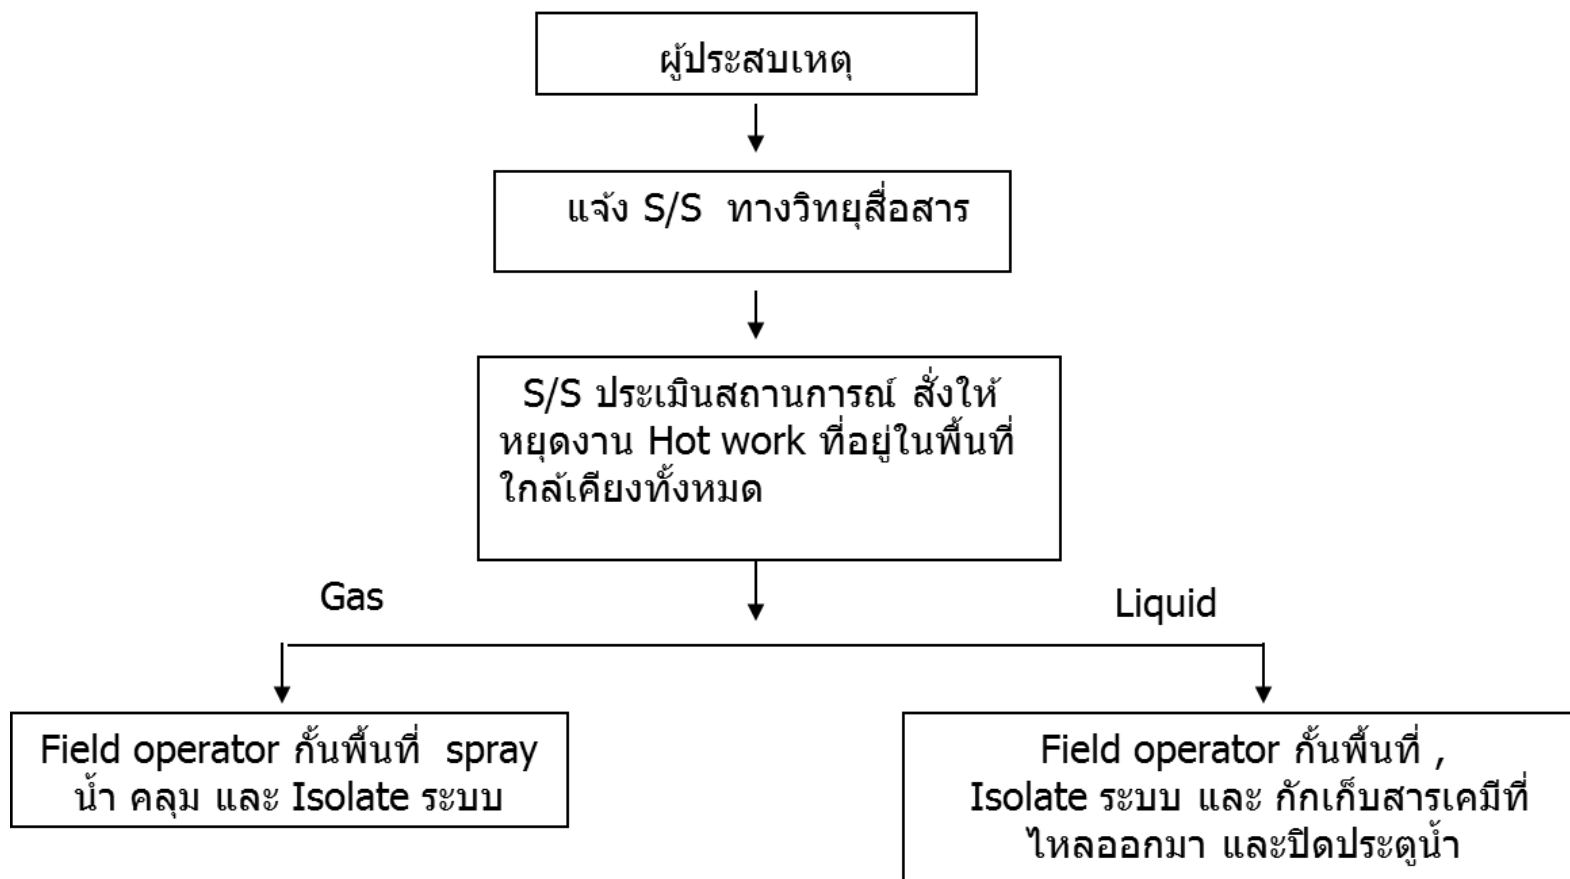 ผู้ประสบเหตุ
แจ้ง S/S ทางวิทยุสื่อสาร
S/S ประเมินสถานการณ์ สั่งให้
หยุดงาน Hot work ที่อยู่ในพื้นที่
ใกล้เคียงทั้งหมด
Gas
Liquid
Field operator กั้นพื้นที่ spray
น้ำ คลุม และ Isolate ระบบ
Field operator กั้นพื้นที่ ,
Isolate ระบบ และ กักเก็บสารเคมีที่
ไหลออกมา และปิดประตูน้ำ